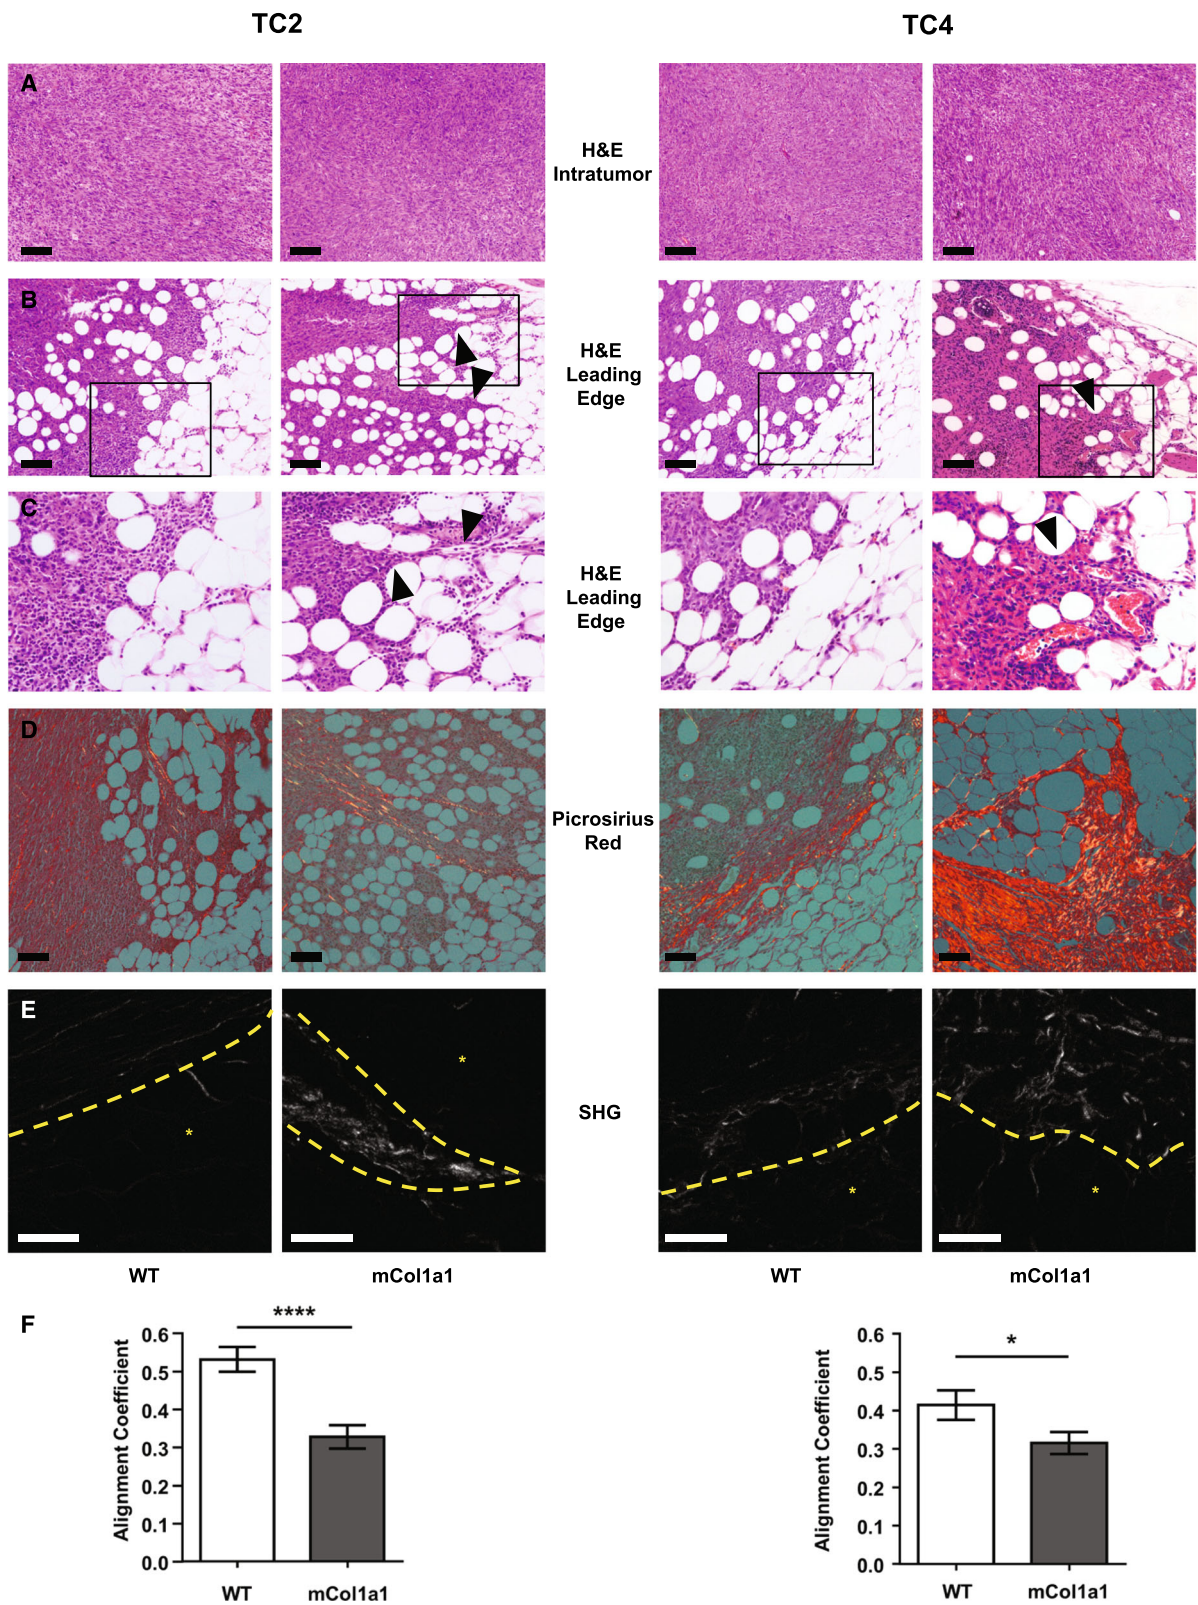 TC2
TC4
A
H&E
Intratumor
B
H&E
Leading
Edge
C
H&E
Leading
Edge
D
Picrosirius
Red
E
*
*
SHG
*
*
WT
mCol1a1
WT
mCol1a1
F
****
Alignment Coefficient
0.6
0.5
0.4
0.3
0.2
0.1
0.0
WT
mCol1a1
*
Alignment Coefficient
0.6
0.5
0.4
0.3
0.2
0.1
0.0
WT
mCol1a1